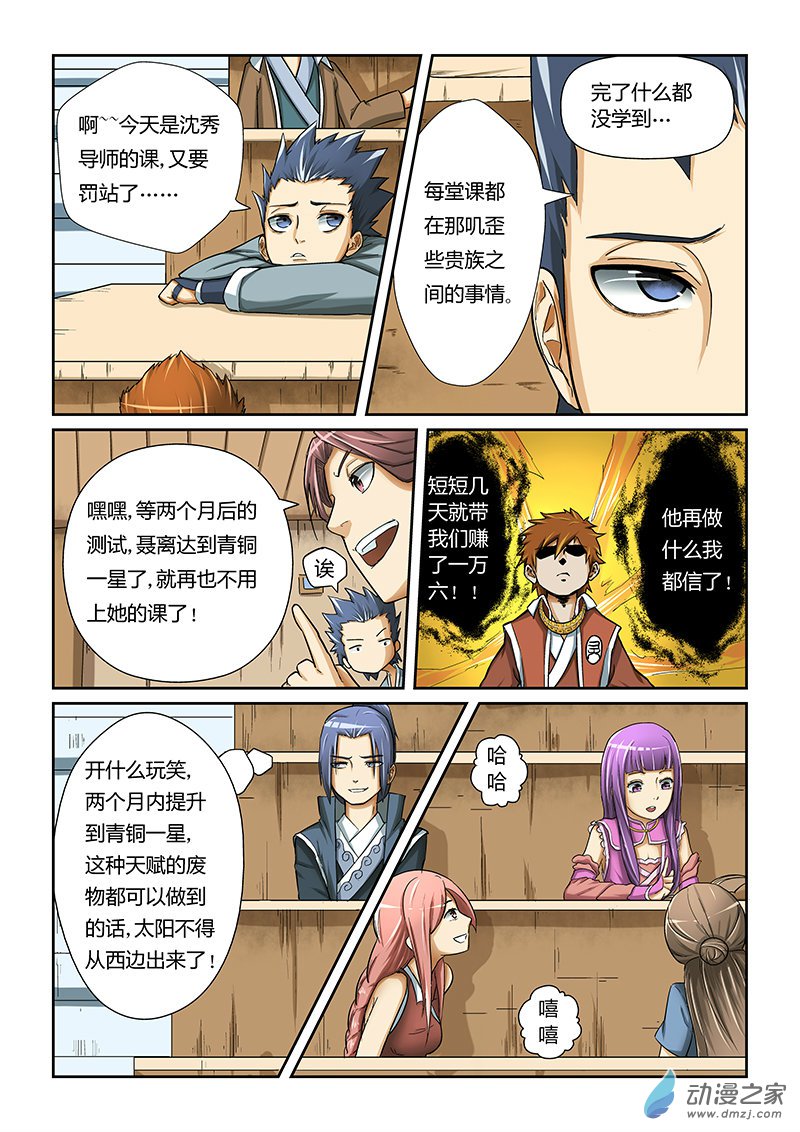 啊~~今天是沈秀
导师的课，又要
罚站了……
完了什么都
没学到…
每堂课都
在那叽歪
些贵族之
间的事情。
嘿嘿，等两个月后的
测试，聂离达到青铜
一星了，就再也不用
上她的课了！
诶
短短几
天就带
我们赚
了一万
六！！
他再做
什么我
都信了！
开什么玩笑，
两个月内提升
到青铜一星，
这种天赋的废
物都可以做到
的话，太阳不得
从西边出来了！
哈
哈
嘻
嘻
动漫之家
www.dmzj.com